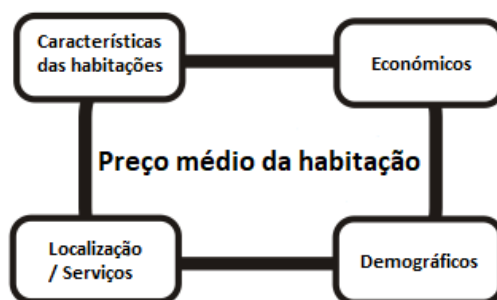 Características
das habitações
Económicos
Preço médio da habitação
Localização
/ Serviços
Demográficos